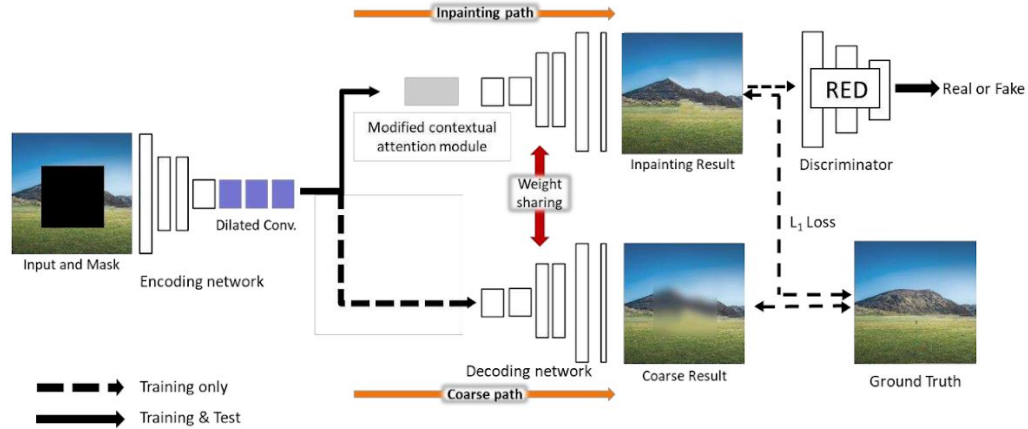 Inpainting path
RED
Real or Fake
Modified contextual
attention module
Inpainting Result
Discriminator
Weight
sharing
Dilated Conv.
L1 Loss
Input and Mask
Encoding network
Decoding network
Coarse Result
Ground Truth
Training only
Coarse path
Training & Test